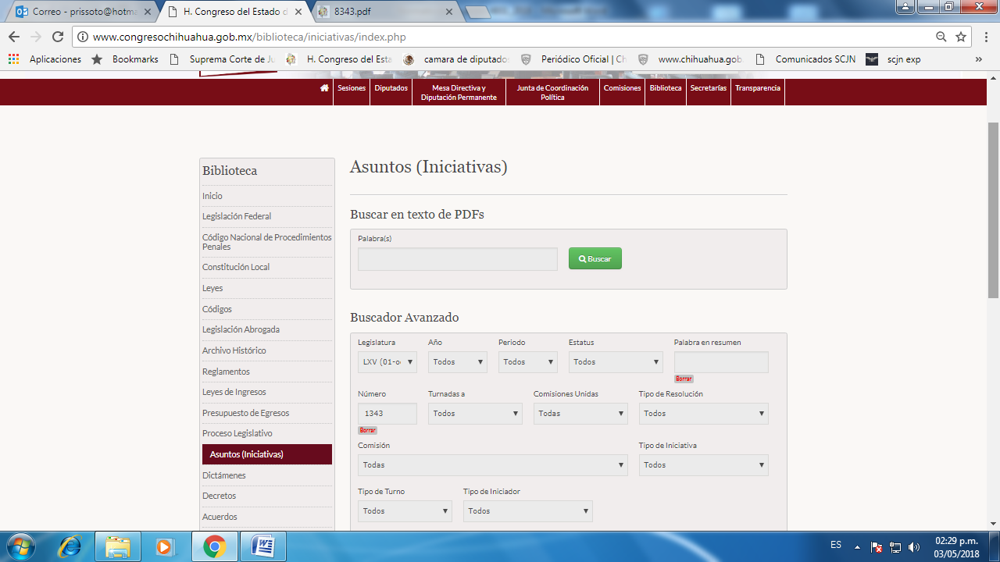 Correo - prissoto@hotma
H. Congreso del Estado d
8343.pdf
www.congresochihuahua.gob.mx/biblioteca/iniciativas/index.php
Aplicaciones
Bookmarks
Suprema Corte de Ju
H. Congreso del Esta
camara de diputado
Periódico Oficial | Ch
www.chihuahua.gob
Comunicados SCJN
scjn exp
»
Sesiones
Diputados
Mesa Directiva y
Diputación Permanente
Junta de Coordinación
Política
Comisiones
Biblioteca
Secretarías
Transparencia
Biblioteca
Inicio
Legislación Federal
Código Nacional de Procedimientos
Penales
Constitución Local
Leyes
Códigos
Legislación Abrogada
Archivo Histórico
Reglamentos
Leyes de Ingresos
Presupuesto de Egresos
Proceso Legislativo
Asuntos (Iniciativas)
Dictámenes
Decretos
Acuerdos
Asuntos (Iniciativas)
Buscar en texto de PDFs
Palabra(s)
Buscar
Buscador Avanzado
Legislatura
Año
Periodo
Estatus
Palabra en resumen
LXV (01-o
Todos
Todos
Todos
Borrar
Número
Turnadas a
Comisiones Unidas
Tipo de Resolución
1343
Todos
Todas
Todos
Borrar
Comisión
Tipo de Iniciativa
Todas
Todos
Tipo de Turno
Tipo de Iniciador
Todos
Todos
ES
02:29 p.m.
03/05/2018